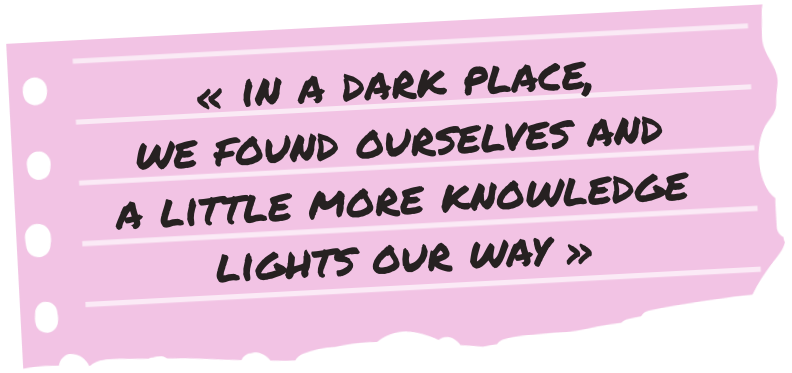 « IN A DARK PLACE,
WE FOUND OURSELVES AND
A LITTLE MORE KNOWLEDGE
LIGHTS OUR WAY »